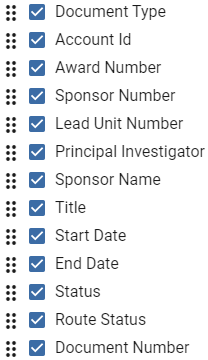 Document Type
Account Id
Award Number
Sponsor Number
Lead Unit Number
Principal Investigator
Sponsor Name
Title
Start Date
End Date
Status
Route Status
Document Number